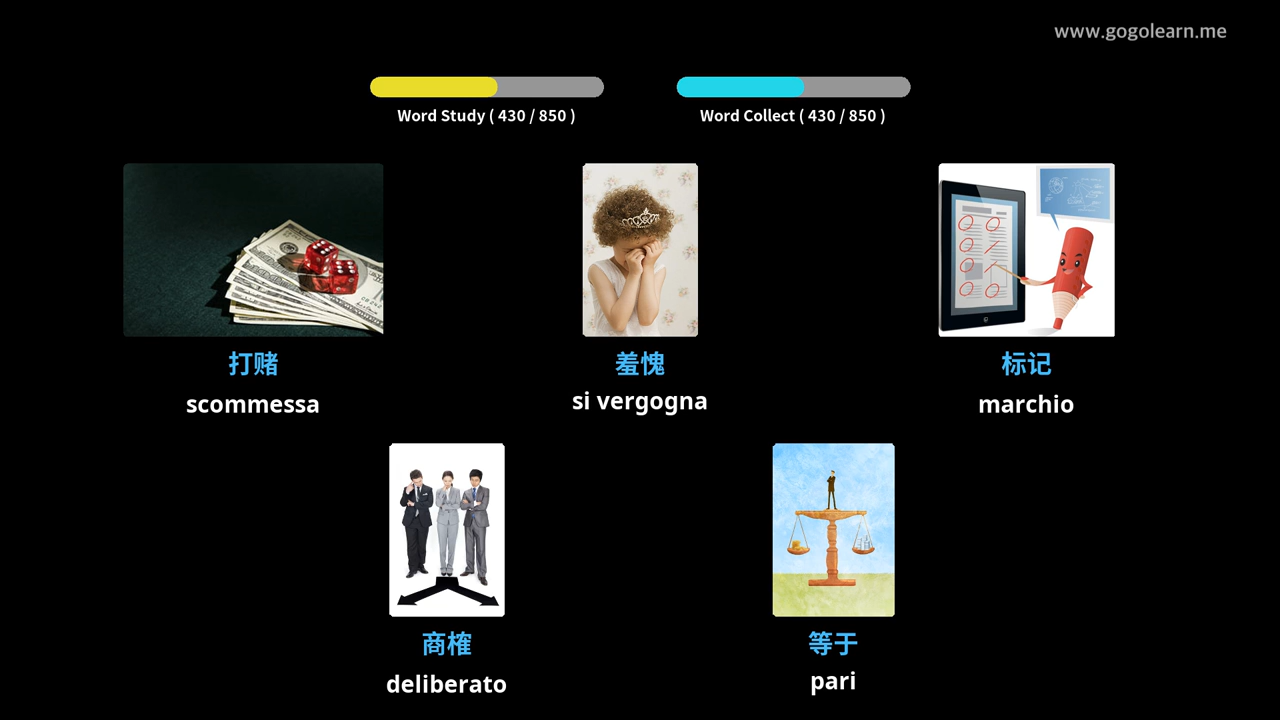 www.gogolearn.me
Word Study ( 430 / 850 )
Word Collect ( 430 / 850 )
打赌
scommessa
羞愧
si vergogna
标记
marchio
商榷
deliberato
等于
pari